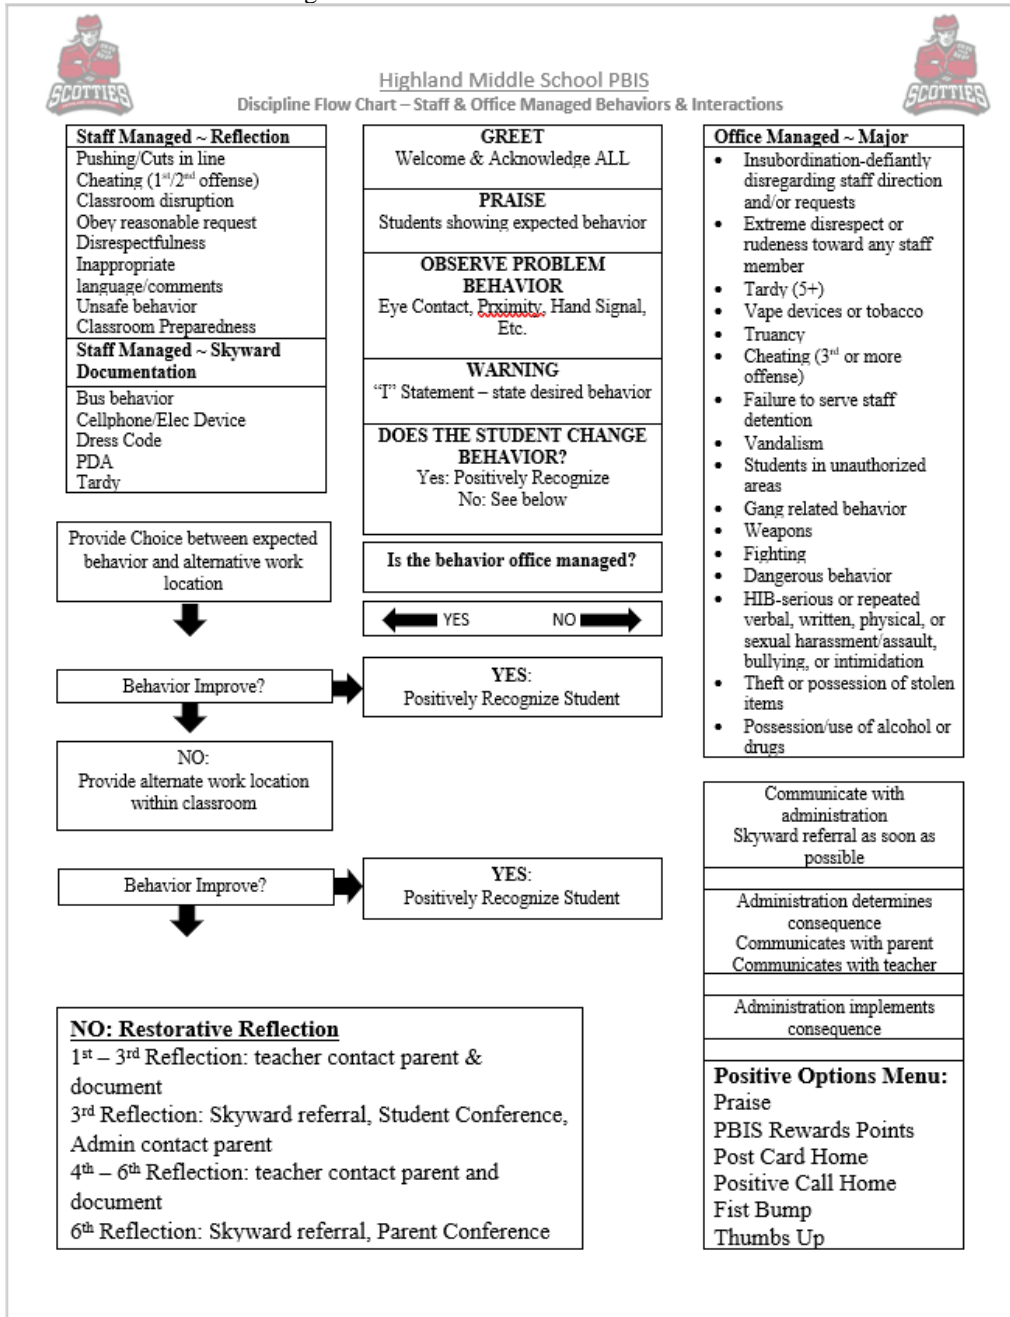 SCOTTIES
SCOTTIES
Highland Middle School PBIS
Discipline Flow Chart – Staff & Office Managed Behaviors & Interactions
Staff Managed ~ Reflection
Pushing/Cuts in line
Cheating (1st/2nd offense)
Classroom disruption
Obey reasonable request
Disrespectfulness
Inappropriate
language/comments
Unsafe behavior
Classroom Preparedness
Staff Managed ~ Skyward
Documentation
Bus behavior
Cellphone/Elec Device
Dress Code
PDA
Tardy
GREET
Welcome & Acknowledge ALL
PRAISE
Students showing expected behavior
OBSERVE PROBLEM
BEHAVIOR
Eye Contact, Prximity, Hand Signal,
Etc.
WARNING
“I” Statement – state desired behavior
DOES THE STUDENT CHANGE
BEHAVIOR?
Yes: Positively Recognize
No: See below
Is the behavior office managed?
YES NO
Provide Choice between expected
behavior and alternative work
location
Behavior Improve?
YES:
Positively Recognize Student
NO:
Provide alternate work location
within classroom
Behavior Improve?
YES:
Positively Recognize Student
NO: Restorative Reflection
1st – 3rd Reflection: teacher contact parent &
document
3rd Reflection: Skyward referral, Student Conference,
Admin contact parent
4th – 6th Reflection: teacher contact parent and
document
6th Reflection: Skyward referral, Parent Conference
Office Managed ~ Major
• Insubordination-defiantly
disregarding staff direction
and/or requests
• Extreme disrespect or
rudeness toward any staff
member
• Tardy (5+)
• Vape devices or tobacco
• Truancy
• Cheating (3rd or more
offense)
• Failure to serve staff
detention
• Vandalism
• Students in unauthorized
areas
• Gang related behavior
• Weapons
• Fighting
• Dangerous behavior
• HIB-serious or repeated
verbal, written, physical, or
sexual harassment/assault,
bullying, or intimidation
• Theft or possession of stolen
items
• Possession/use of alcohol or
drugs
Communicate with
administration
Skyward referral as soon as
possible
Administration determines
consequence
Communicates with parent
Communicates with teacher
Administration implements
consequence
Positive Options Menu:
Praise
PBIS Rewards Points
Post Card Home
Positive Call Home
Fist Bump
Thumbs Up